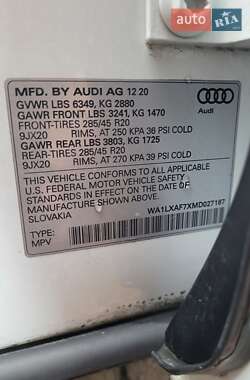 RIA.com
MFD. BY AUDI AG 12 20
GVWR LBS 6349, KG 2880
GAWR FRONT LBS 3241, KG 1470
FRONT-TIRES 285/45 R20
9JX20 RIMS, AT 250 KPA 36 PSI COLD
GAWR REAR LBS 3803, KG 1725
REAR-TIRES 285/45 R20
9JX20 RIMS, AT 270 KPA 39 PSI COLD
Audi
THIS VEHICLE CONFORMS TO ALL APPLICABLE
U.S. FEDERAL MOTOR VEHICLE SAFETY
STANDARDS IN EFFECT ON THE DATE OF
MANUFACTURE SHOWN ABOVE.
SLOVAKIA
WA1LXAF7XMD027187
TYPE:
MPV